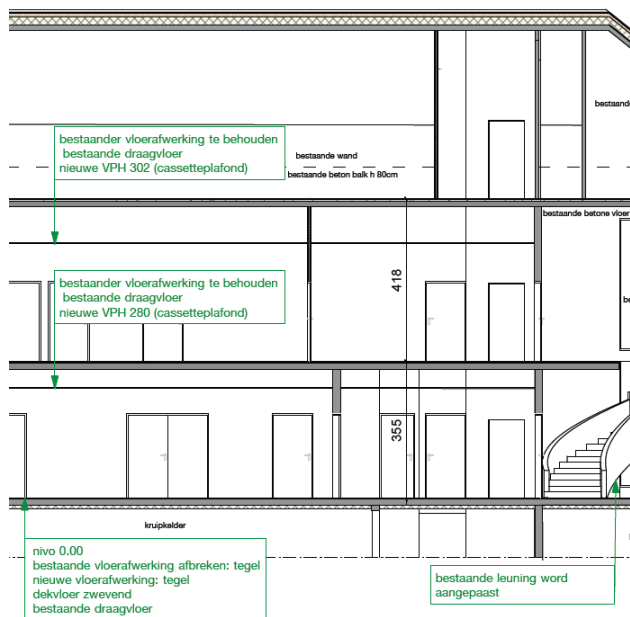 bestaande
bestaander vloerafwerking te behouden
bestaande draagvloer
nieuwe VPH 302 (cassetteplafond)
bestaande wand
bestaande beton balk h 80cm
bestaande betone vloer
418
bestaander vloerafwerking te behouden
bestaande draagvloer
nieuwe VPH 280 (cassetteplafond)
be
355
kruipkelder
nivo 0.00
bestaande vloerafwerking afbreken: tegel
nieuwe vloerafwerking: tegel
dekvloer zwevend
bestaande draagvloer
bestaande leuning word
aangepaast